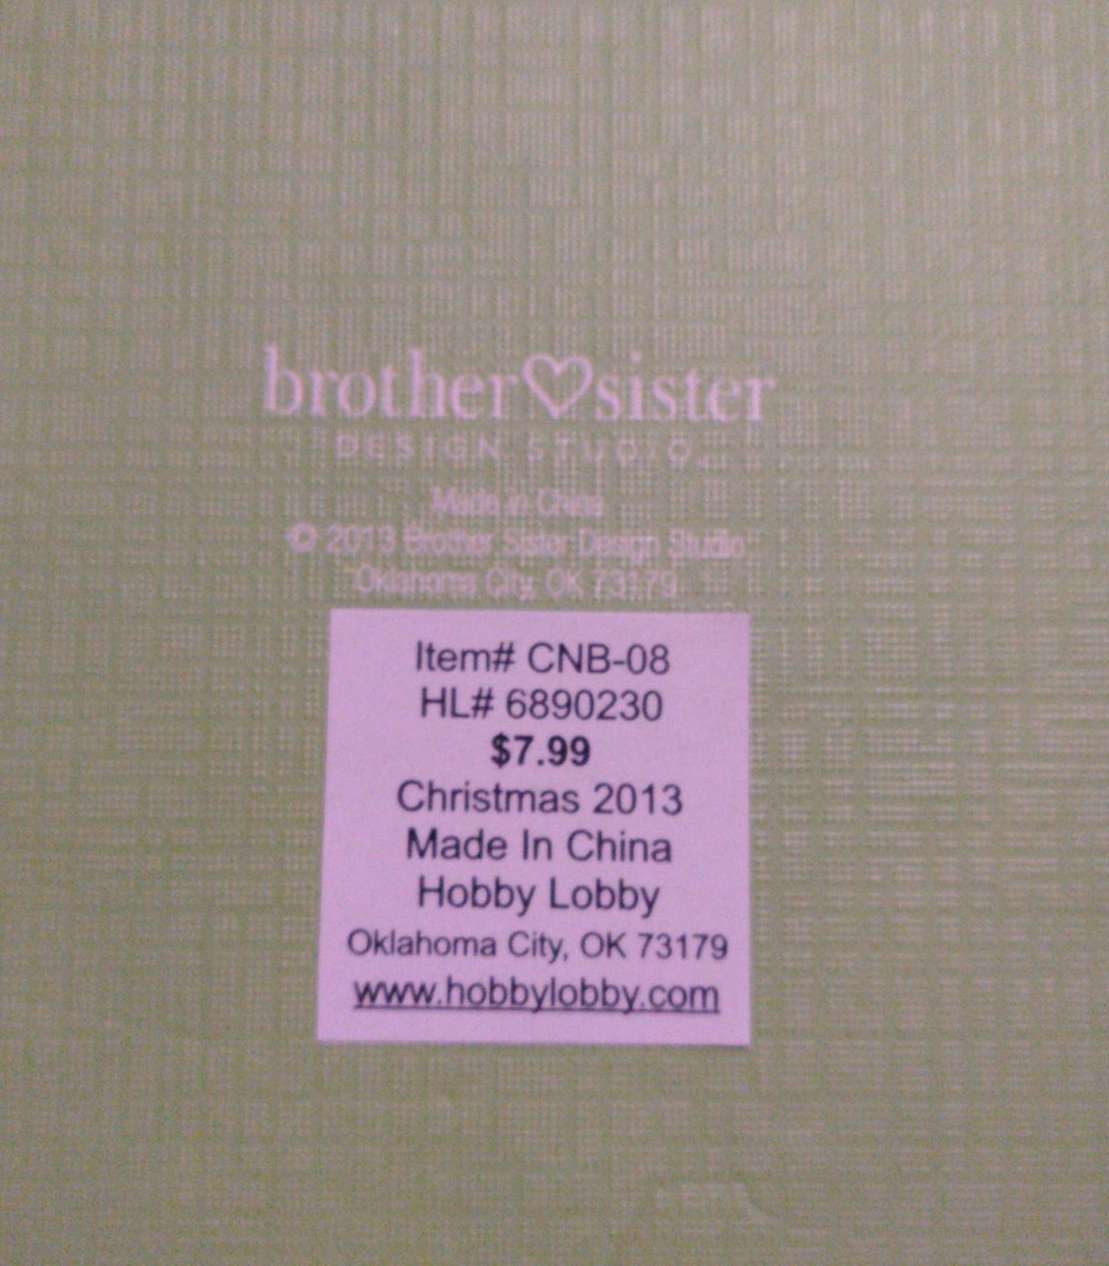 brother♡sister
DESIGN STUDIO
Made in China
© 2013 Brother Sister Design Studio
Oklahoma City, OK 73179
Item# CNB-08
HL# 6890230
$7.99
Christmas 2013
Made In China
Hobby Lobby
Oklahoma City, OK 73179
www.hobbylobby.com